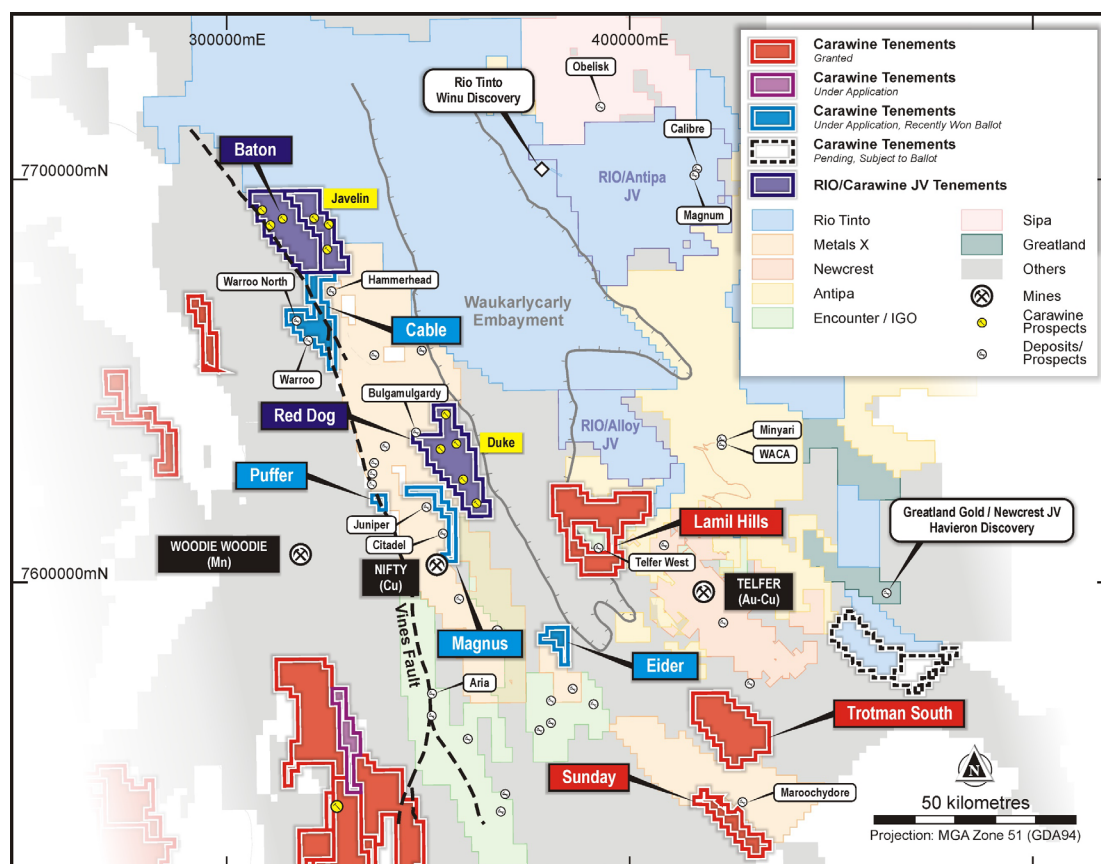 300000mE
400000mE
7700000mN
7600000mN
Carawine Tenements
Granted
Carawine Tenements
Under Application
Carawine Tenements
Under Application, Recently Won Ballot
Carawine Tenements
Pending, Subject to Ballot
RIO/Carawine JV Tenements
Rio Tinto
Metals X
Newcrest
Antipa
Encounter / IGO
Sipa
Greatland
Others
Mines
Carawine
Prospects
Deposits/
Prospects
Obelisk
Rio Tinto
Winu Discovery
Calibre
Baton
RIO/Antipa
JV
Javelin
Magnum
Warroo North
Hammerhead
Waukarlycarly
Embayment
Cable
Warroo
Bulgamulgardy
Red Dog
RIO/Alloy
JV
Minyari
WACA
Duke
Puffer
Greatland Gold / Newcrest JV
Havieron Discovery
Juniper
Lamil Hills
Citadel
WOODIE WOODIE
(Mn)
Telfer West
NIFTY
(Cu)
TELFER
(Au-Cu)
Vines Fault
Magnus
Eider
Aria
Trotman South
Sunday
Maroochydore
N
50 kilometres
Projection: MGA Zone 51 (GDA94)